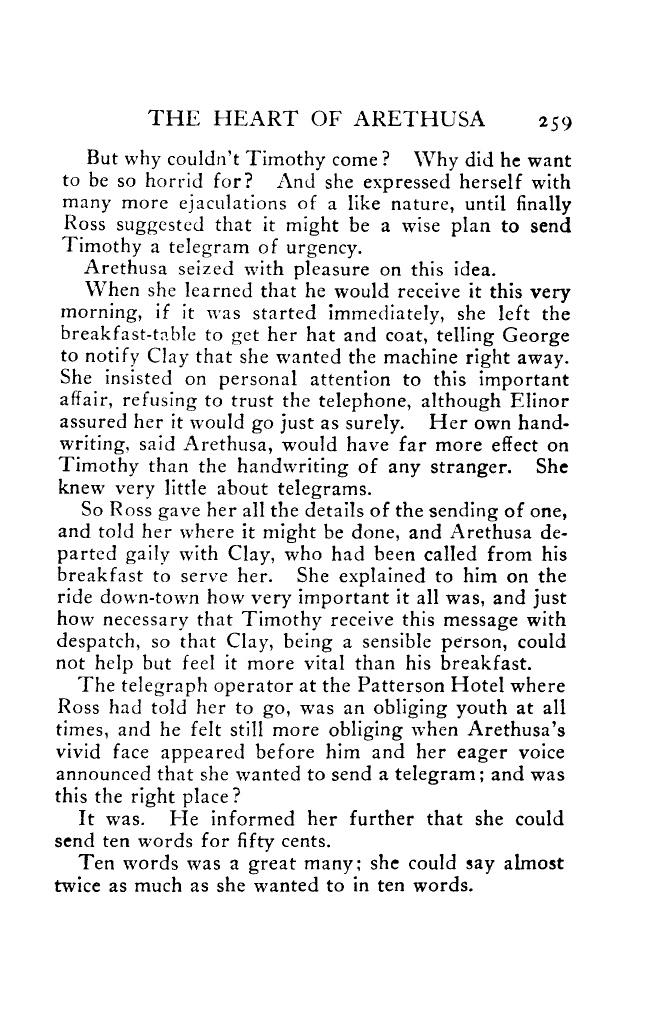 THE HEART OF ARETHUSA 259
But why couldn't Timothy come? Why did he want
to be so horrid for? And she expressed herself with
many more ejaculations of a like nature, until finally
Ross suggested that it might be a wise plan to send
Timothy a telegram of urgency.
Arethusa seized with pleasure on this idea.
When she learned that he would receive it this very
morning, if it was started immediately, she left the
breakfast-table to get her hat and coat, telling George
to notify Clay that she wanted the machine right away.
She insisted on personal attention to this important
affair, refusing to trust the telephone, although Elinor
assured her it would go just as surely. Her own hand-
writing, said Arethusa, would have far more effect on
Timothy than the handwriting of any stranger. She
knew very little about telegrams.
So Ross gave her all the details of the sending of one,
and told her where it might be done, and Arethusa de-
parted gaily with Clay, who had been called from his
breakfast to serve her. She explained to him on the
ride down-town how very important it all was, and just
how necessary that Timothy receive this message with
despatch, so that Clay, being a sensible person, could
not help but feel it more vital than his breakfast.
The telegraph operator at the Patterson Hotel where
Ross had told her to go, was an obliging youth at all
times, and he felt still more obliging when Arethusa's
vivid face appeared before him and her eager voice
announced that she wanted to send a telegram; and was
this the right place?
It was. He informed her further that she could
send ten words for fifty cents.
Ten words was a great many; she could say almost
twice as much as she wanted to in ten words.